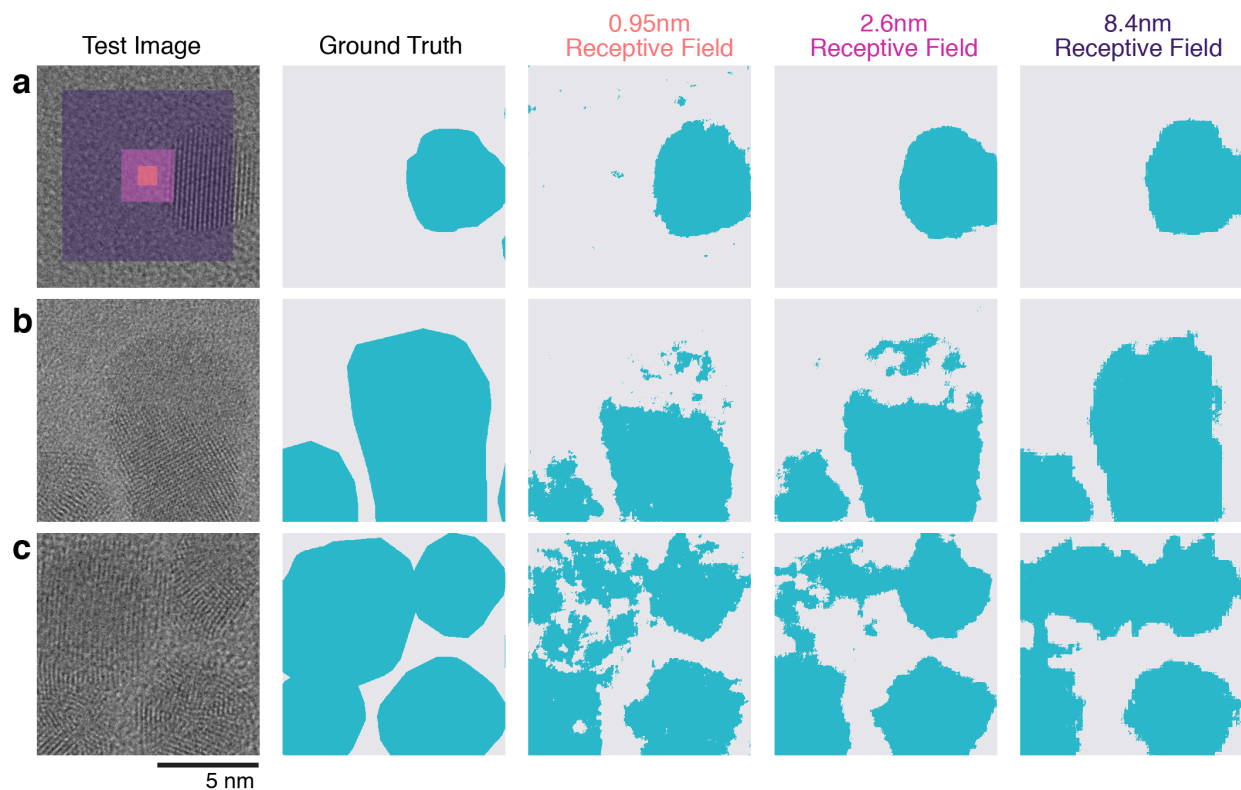 Test Image
Ground Truth
0.95nm
Receptive Field
2.6nm
Receptive Field
8.4nm
Receptive Field
a
b
c
5 nm